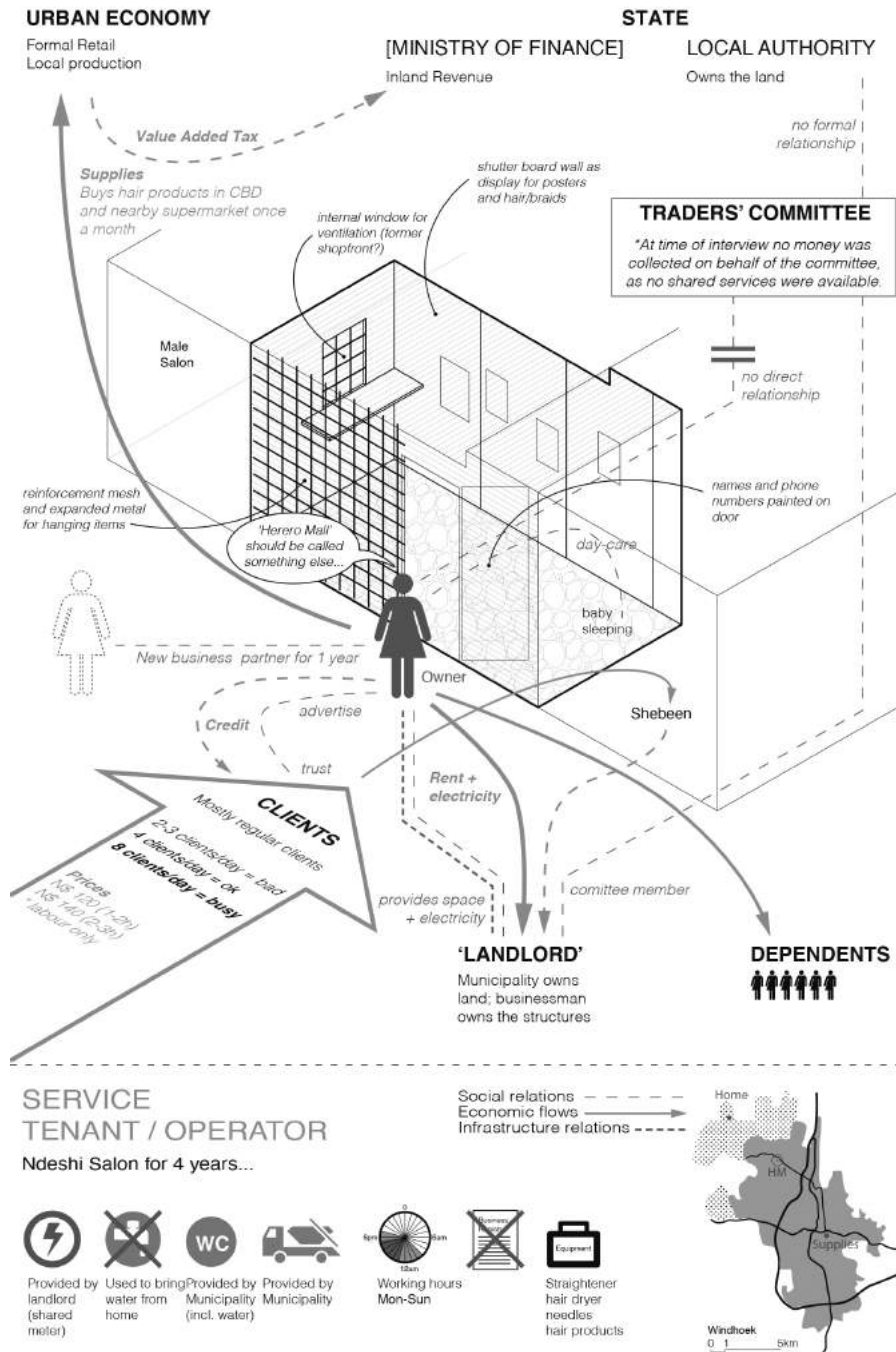 URBAN ECONOMY
Formal Retail
Local production
STATE
[MINISTRY OF FINANCE]
Inland Revenue
LOCAL AUTHORITY
Owns the land
Value Added Tax
no formal
relationship
Supplies
Buys hair products in CBD
and nearby supermarket once
a month
shutter board wall as
display for posters
and hair/braids
internal window for
ventilation (former
shopfront?)
TRADERS' COMMITTEE
*At time of interview no money was
collected on behalf of the committee,
as no shared services were available.
Male
Salon
no direct
relationship
reinforcement mesh
and expanded metal
for hanging items
names and phone
numbers painted on
door
'Herero Mall'
should be called
something else...
day-care
baby
sleeping
New business partner for 1 year
Owner
advertise
Credit
Shebeen
trust
Rent +
electricity
CLIENTS
Mostly regular clients
2-3 clients/day = bad
4 clients/day = ok
8 clients/day = busy
Prices
N$ 120 (1-2h)
N$ 140 (2-3h)
* labour only
provides space
+ electricity
comittee member
'LANDLORD'
Municipality owns
land; businessman
owns the structures
DEPENDENTS
SERVICE
TENANT / OPERATOR
Ndeshi Salon for 4 years...
Social relations
Economic flows
Infrastructure relations
Home
HM
Supplies
Windhoek
0 1 5km
WC
0
6pm
6am
12am
Business
Equipment
Provided by
landlord
(shared
meter)
Used to bring
water from
home
Provided by
Municipality
(incl. water)
Provided by
Municipality
Working hours
Mon-Sun
Straightener
hair dryer
needles
hair products